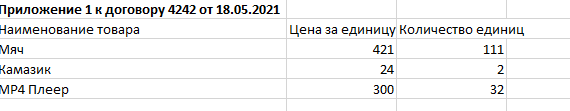 Приложение 1 к договору 4242 от 18.05.2021
Наименование товара Цена за единицу Количество единиц
Мяч 421 111
Камазик 24 2
MP4 Плеер 300 32